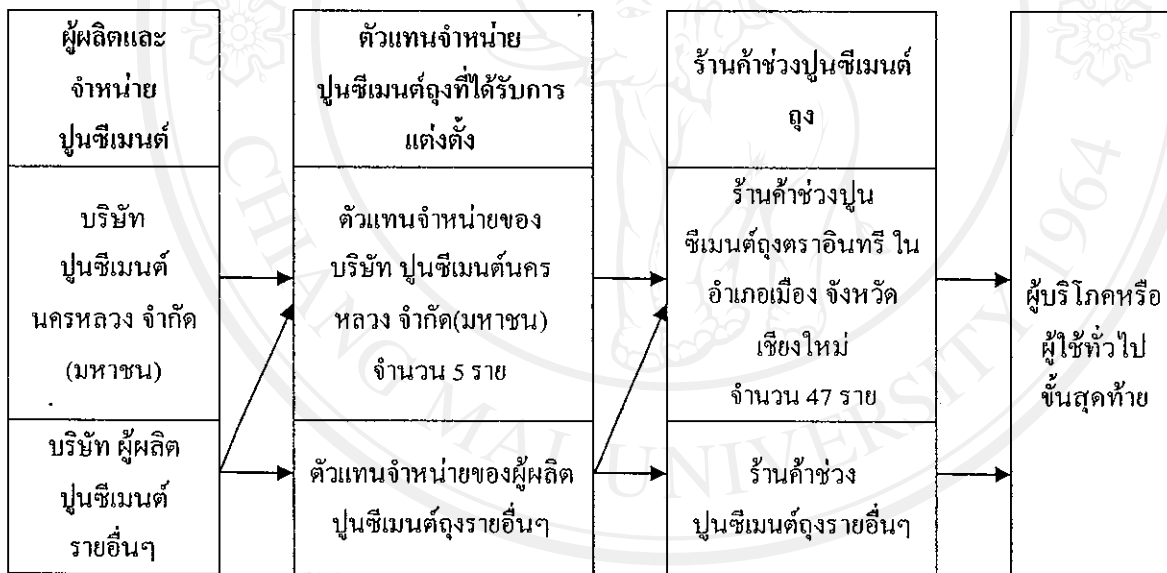 ผู้ผลิตและ
จำหน่าย
ปูนซีเมนต์
ตัวแทนจำหน่าย
ปูนซีเมนต์ถุงที่ได้รับการ
แต่งตั้ง
ร้านค้าช่วงปูนซีเมนต์
ถุง
บริษัท
ปูนซีเมนต์
นครหลวง จำกัด
(มหาชน)
ตัวแทนจำหน่ายของ
บริษัท ปูนซีเมนต์นคร
หลวง จำกัด(มหาชน)
จำนวน 5 ราย
ร้านค้าช่วงปูน
ซีเมนต์ถุงตราอินทรี ใน
อำเภอเมือง จังหวัด
เชียงใหม่
จำนวน 47 ราย
ผู้บริโภคหรือ
ผู้ใช้ทั่วไป
ขั้นสุดท้าย
บริษัท ผู้ผลิต
ปูนซีเมนต์
รายอื่นๆ
ตัวแทนจำหน่ายของผู้ผลิต
ปูนซีเมนต์ถุงรายอื่นๆ
ร้านค้าช่วง
ปูนซีเมนต์ถุงรายอื่นๆ
CHIANG MAI UNIVERSITY 1964